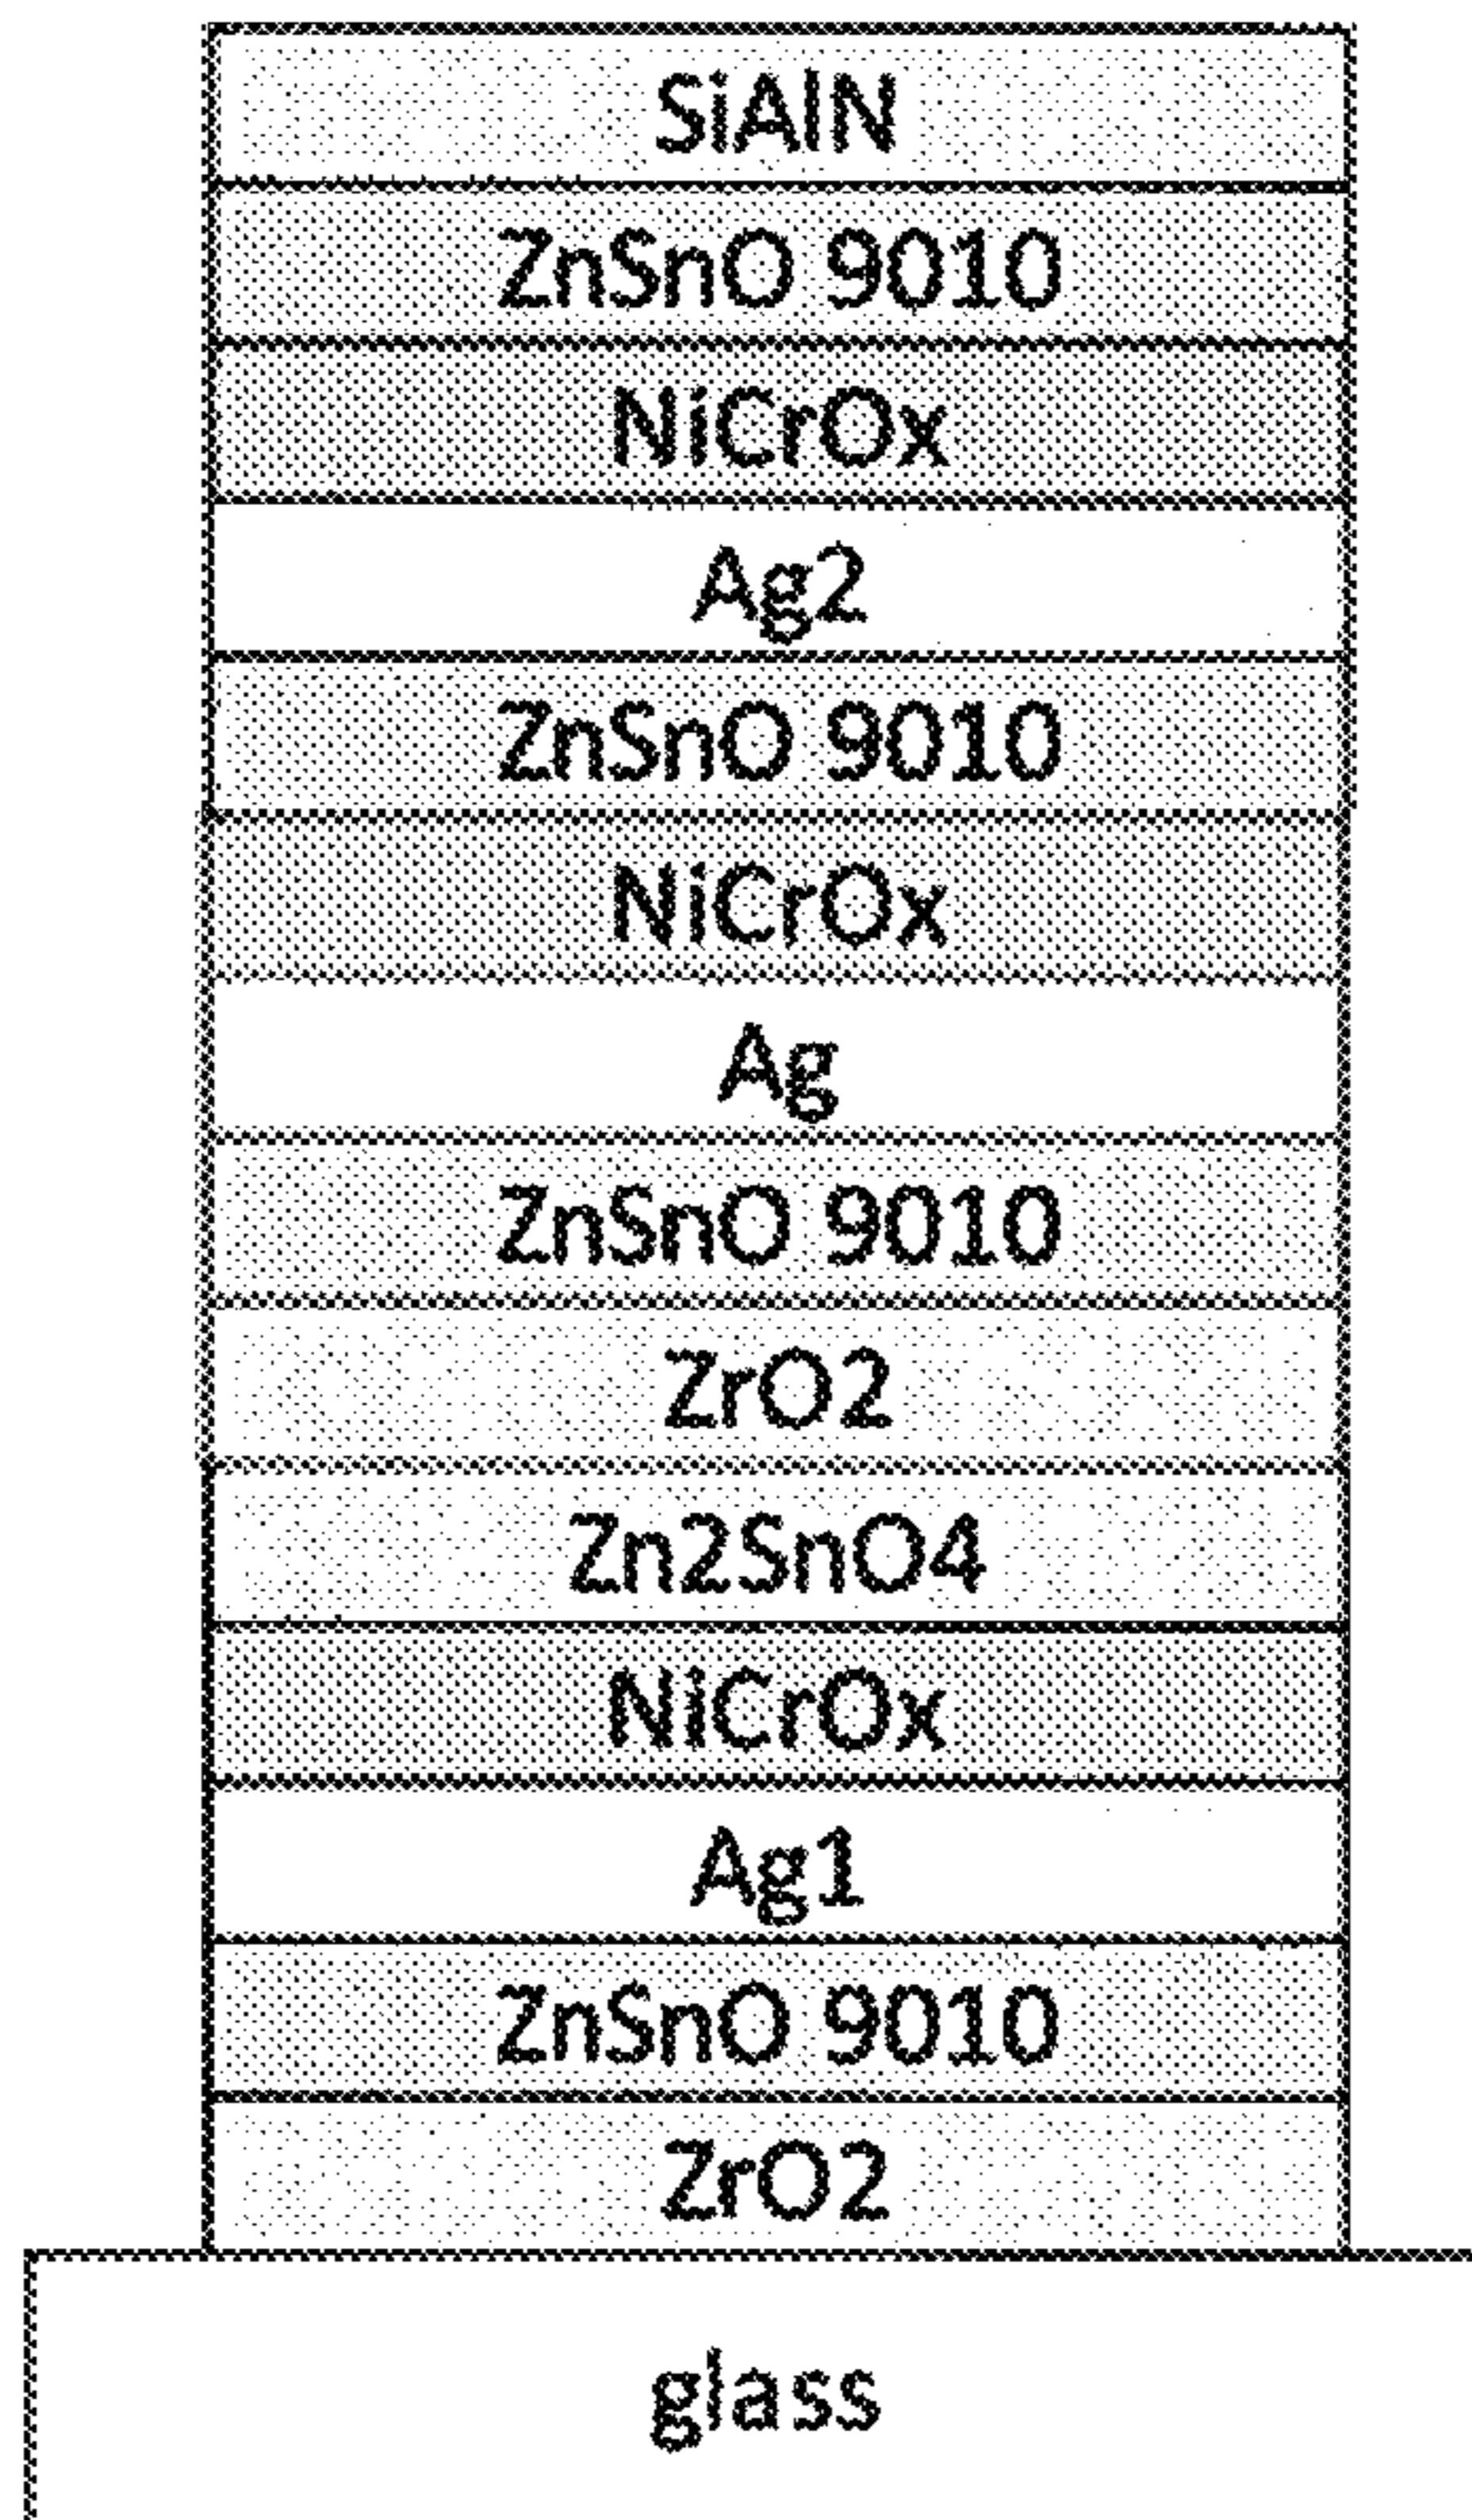 SiAlN
ZnSnO 9010
NiCrOx
Ag2
ZnSnO 9010
NiCrOx
Ag
ZnSnO 9010
ZrO2
Zn2SnO4
NiCrOx
Ag1
ZnSnO 9010
ZrO2
glass